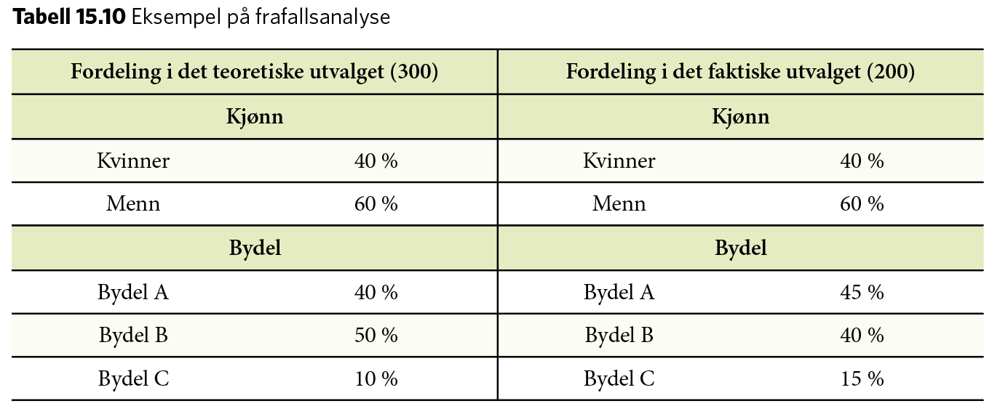 Tabell 15.10 Eksempel på frafallsanalyse
Fordeling i det teoretiske utvalget (300) Fordeling i det faktiske utvalget (200)
Kjønn Kjønn
Kvinner 40 % Kvinner 40 %
Menn 60 % Menn 60 %
Bydel Bydel
Bydel A 40 % Bydel A 45 %
Bydel B 50 % Bydel B 40 %
Bydel C 10 % Bydel C 15 %